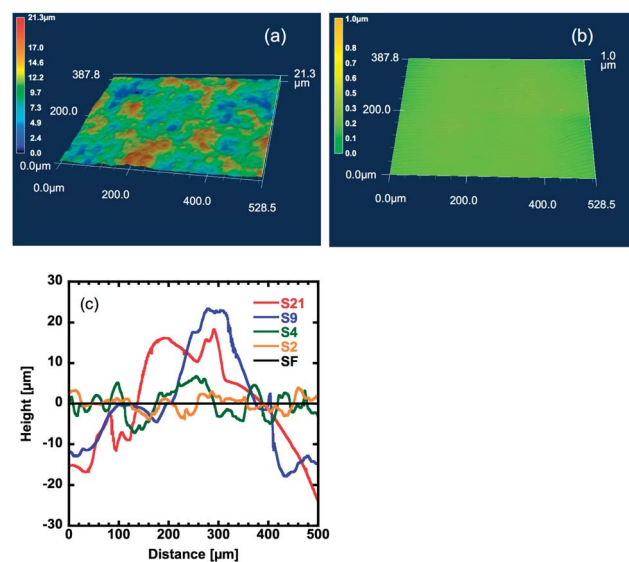 21.3µm
17.0
14.6
12.2
9.7
7.3
4.9
2.4
0.0
(a)
387.8
21.3
µm
200.0
0.0µm
0.0µm
200.0
400.0
528.5
1.0µm
0.8
0.7
0.6
0.5
0.3
0.2
0.1
0.0
(b)
387.8
1.0
µm
200.0
0.0µm
0.0µm
200.0
400.0
528.5
(c)
S21
S9
S4
S2
SF
30
20
10
0
-10
-20
-30
Height [µm]
0 100 200 300 400 500
Distance [µm]